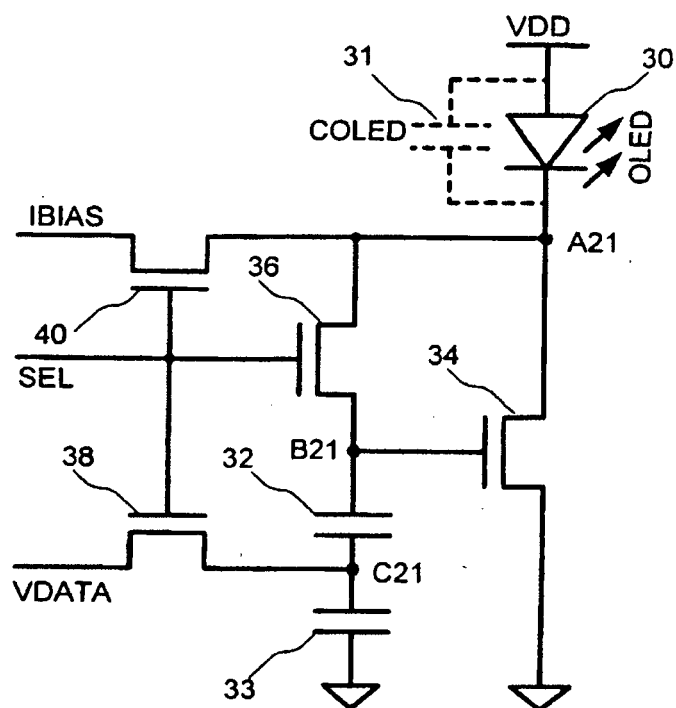 VDD
31
30
COLED
OLED
IBIAS
A21
36
40
SEL
34
B21
38
32
C21
VDATA
33